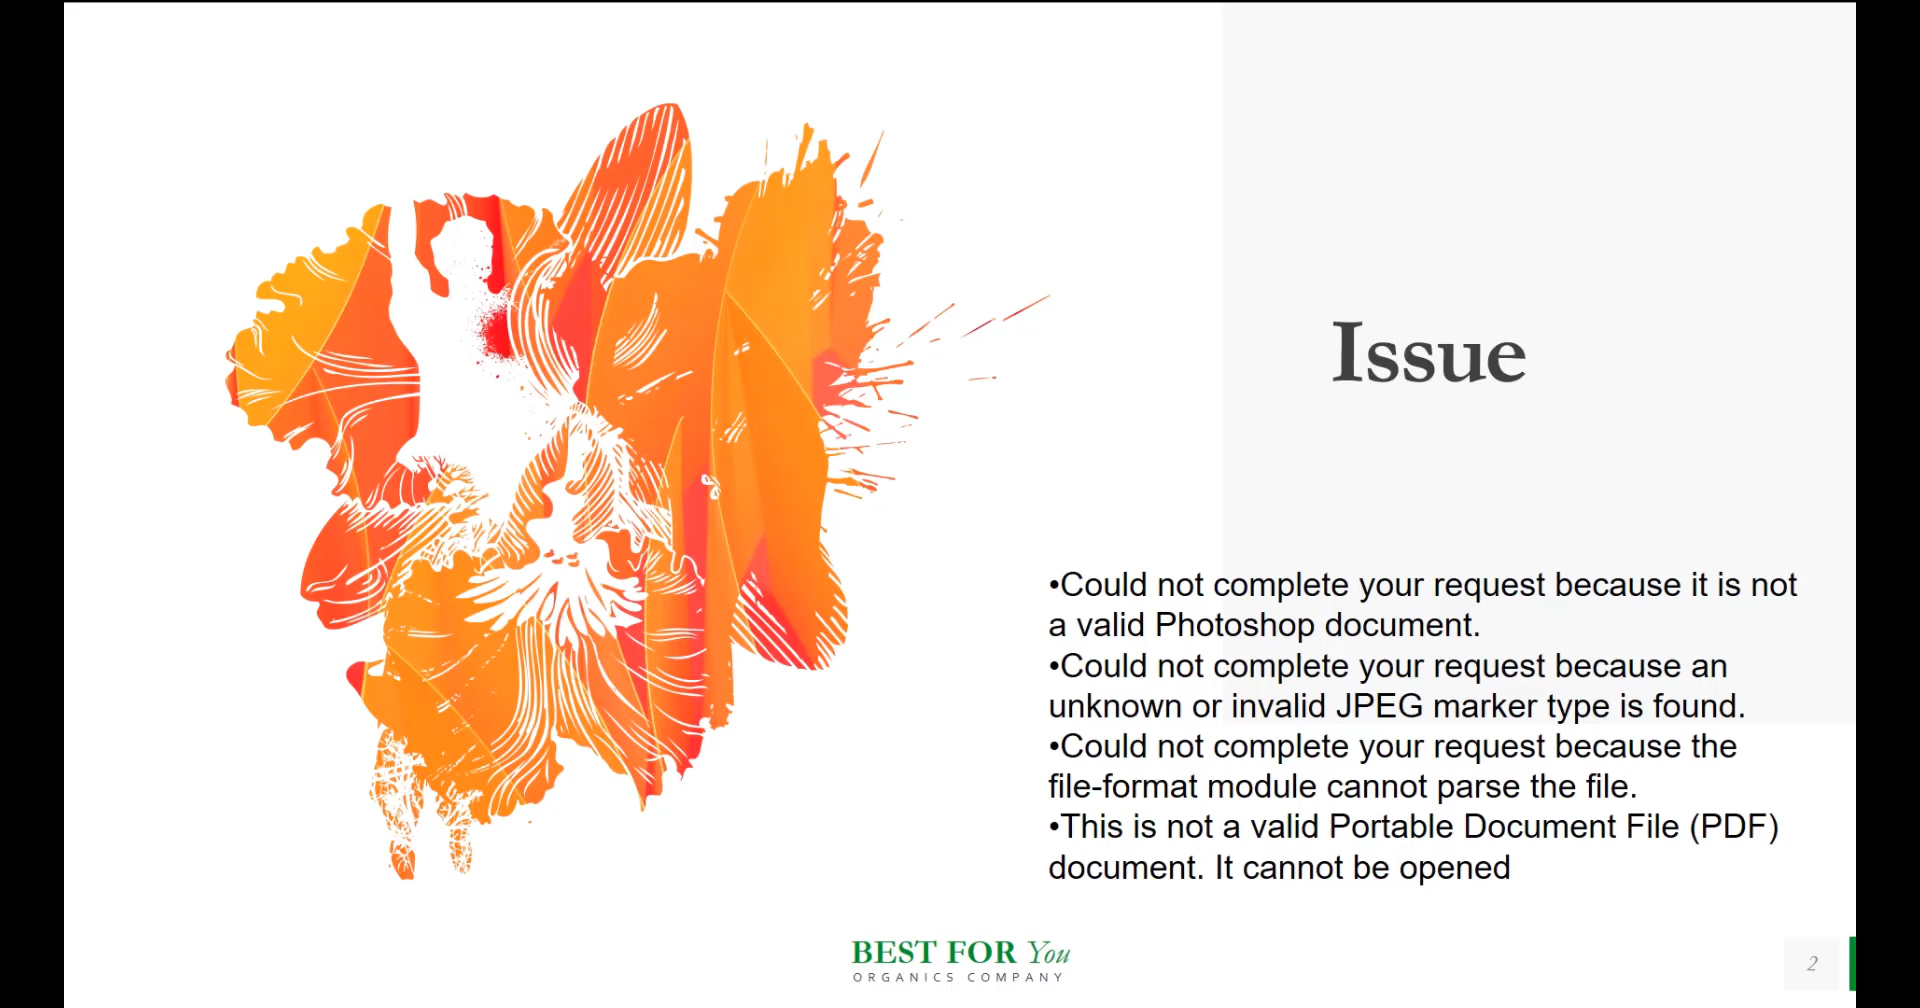 Issue
•Could not complete your request because it is not
a valid Photoshop document.
•Could not complete your request because an
unknown or invalid JPEG marker type is found.
•Could not complete your request because the
file-format module cannot parse the file.
•This is not a valid Portable Document File (PDF)
document. It cannot be opened
BEST FOR You
ORGANICS COMPANY
2